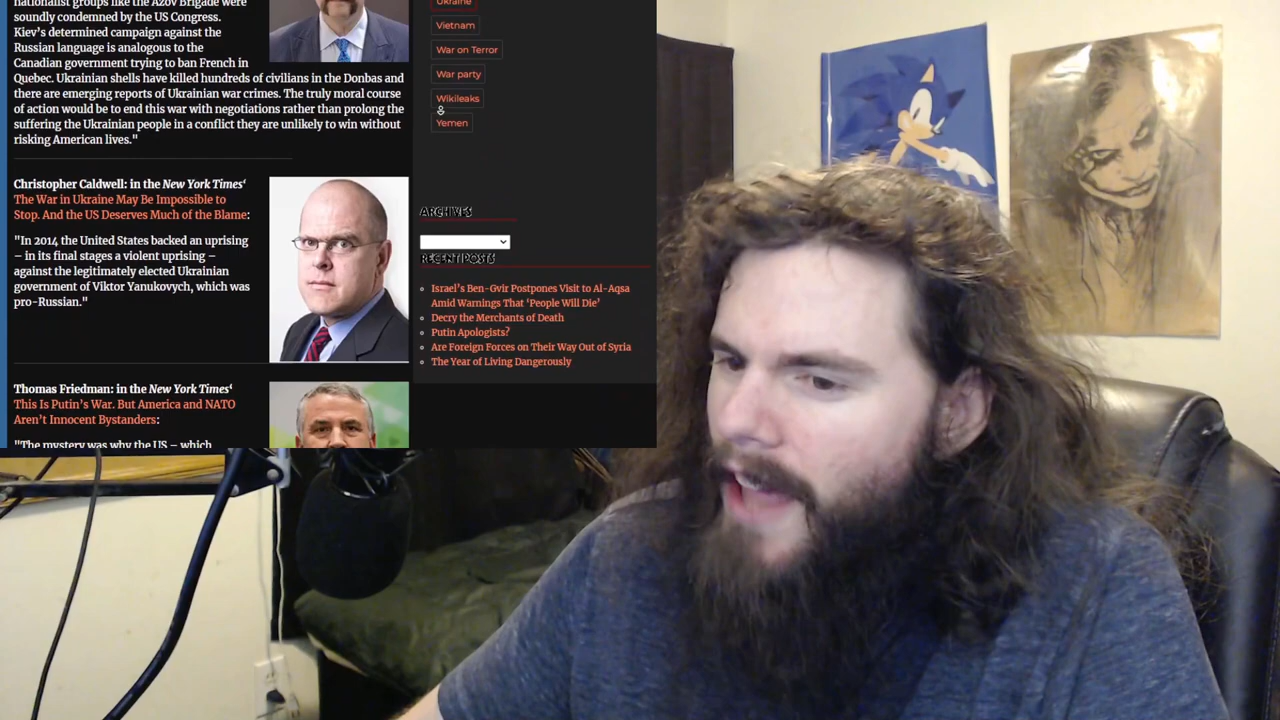 nationalist groups like the Azov Brigade were
soundly condemned by the US Congress.
Kiev's determined campaign against the
Russian language is analogous to the
Canadian government trying to ban French in
Quebec. Ukrainian shells have killed hundreds of civilians in the Donbas and
there are emerging reports of Ukrainian war crimes. The truly moral course
of action would be to end this war with negotiations rather than prolong the
suffering the Ukrainian people in a conflict they are unlikely to win without
risking American lives."
Christopher Caldwell: in the New York Times'
The War in Ukraine May Be Impossible to
Stop. And the US Deserves Much of the Blame:
"In 2014 the United States backed an uprising
– in its final stages a violent uprising –
against the legitimately elected Ukrainian
government of Viktor Yanukovych, which was
pro-Russian."
Thomas Friedman: in the New York Times'
This Is Putin's War. But America and NATO
Aren't Innocent Bystanders:
"The mystery was why the US – which
Ukraine
Vietnam
War on Terror
War party
Wikileaks
Yemen
ARCHIVES
RECENT POSTS
Israel's Ben-Gvir Postpones Visit to Al-Aqsa
Amid Warnings That 'People Will Die'
Decry the Merchants of Death
Putin Apologists?
Are Foreign Forces on Their Way Out of Syria
The Year of Living Dangerously